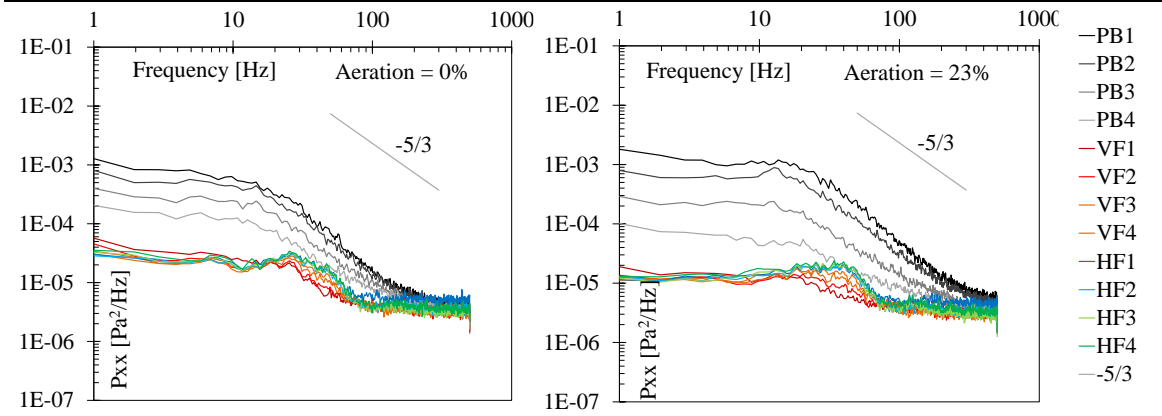 1 10 100 1000
1E-01
1E-02
1E-03
1E-04
1E-05
1E-06
1E-07
Frequency [Hz] Aeration = 0%
-5/3
Pxx [Pa²/Hz]
1 10 100 1000
1E-01
1E-02
1E-03
1E-04
1E-05
1E-06
1E-07
Frequency [Hz] Aeration = 23%
-5/3
Pxx [Pa²/Hz]
PB1
PB2
PB3
PB4
VF1
VF2
VF3
VF4
HF1
HF2
HF3
HF4
-5/3